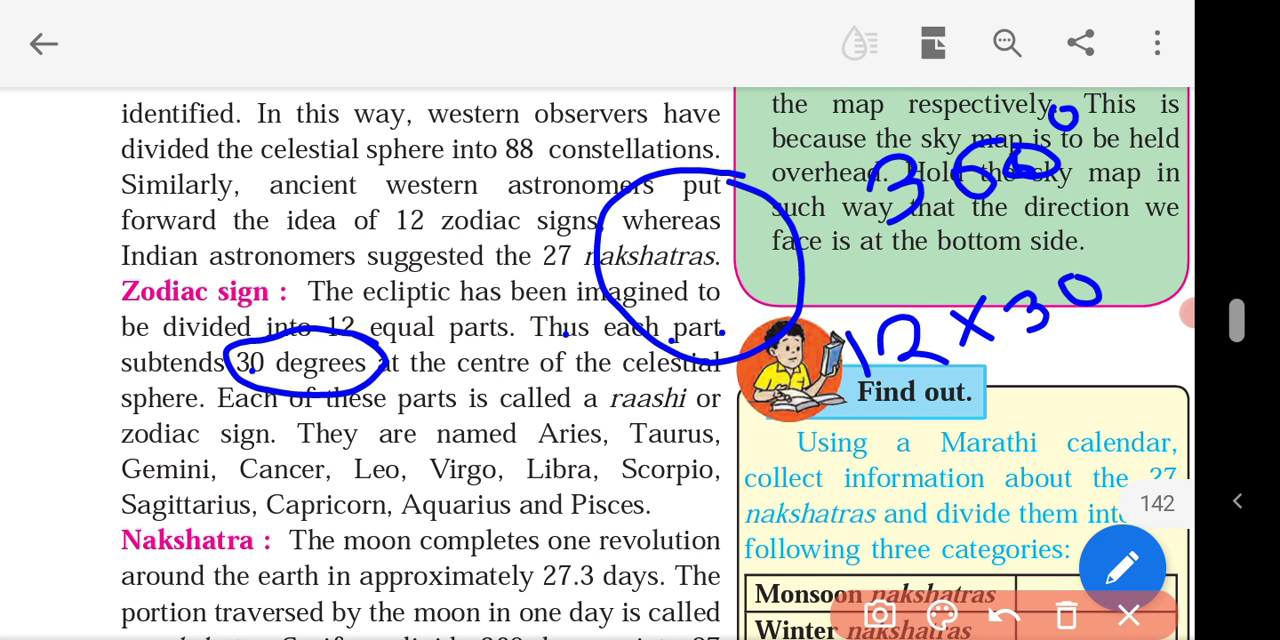 identified. In this way, western observers have
divided the celestial sphere into 88 constellations.
Similarly, ancient western astronomers put
forward the idea of 12 zodiac signs, whereas
Indian astronomers suggested the 27 nakshatras.
Zodiac sign : The ecliptic has been imagined to
be divided into 12 equal parts. Thus each part
subtends 30 degrees at the centre of the celestial
sphere. Each of these parts is called a raashi or
zodiac sign. They are named Aries, Taurus,
Gemini, Cancer, Leo, Virgo, Libra, Scorpio,
Sagittarius, Capricorn, Aquarius and Pisces.
Nakshatra : The moon completes one revolution
around the earth in approximately 27.3 days. The
portion traversed by the moon in one day is called
the map respectively. This is
because the sky map is to be held
overhead. Hold the sky map in
such way that the direction we
face is at the bottom side.
360°
12 x 30
Find out.
Using a Marathi calendar,
collect information about the 27
nakshatras and divide them into
following three categories:
142
Monsoon nakshatras
Winter nakshatras